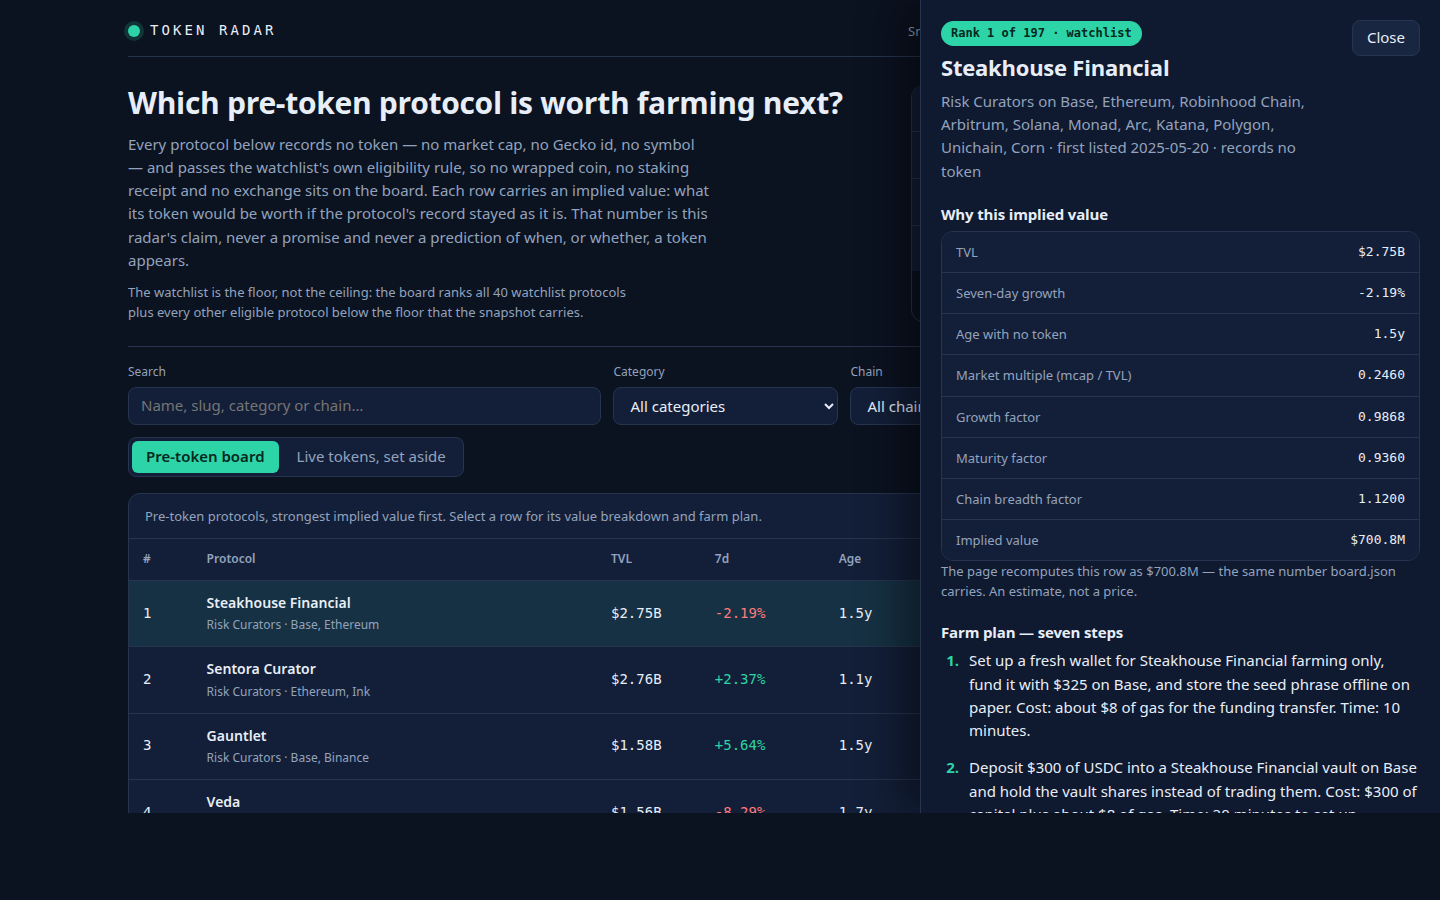 TOKEN RADAR
Which pre-token protocol is worth farming next?
Every protocol below records no token — no market cap, no Gecko id, no symbol
— and passes the watchlist's own eligibility rule, so no wrapped coin, no staking
receipt and no exchange sits on the board. Each row carries an implied value: what
its token would be worth if the protocol's record stayed as it is. That number is this
radar's claim, never a promise and never a prediction of when, or whether, a token
appears.
The watchlist is the floor, not the ceiling: the board ranks all 40 watchlist protocols
plus every other eligible protocol below the floor that the snapshot carries.
Search
Category
Chain
Name, slug, category or chain...
All categories
Pre-token board
Live tokens, set aside
Pre-token protocols, strongest implied value first. Select a row for its value breakdown and farm plan.
# Protocol TVL 7d Age
1 Steakhouse Financial $2.75B -2.19% 1.5y
Risk Curators · Base, Ethereum
2 Sentora Curator $2.76B +2.37% 1.1y
Risk Curators · Ethereum, Ink
3 Gauntlet $1.58B +5.64% 1.5y
Risk Curators · Base, Binance
4 Veda $1.56B -8.29% 1.7y
Rank 1 of 197 · watchlist
Close
Steakhouse Financial
Risk Curators on Base, Ethereum, Robinhood Chain,
Arbitrum, Solana, Monad, Arc, Katana, Polygon,
Unichain, Corn · first listed 2025-05-20 · records no
token
Why this implied value
TVL $2.75B
Seven-day growth -2.19%
Age with no token 1.5y
Market multiple (mcap / TVL) 0.2460
Growth factor 0.9868
Maturity factor 0.9360
Chain breadth factor 1.1200
Implied value $700.8M
The page recomputes this row as $700.8M — the same number board.json
carries. An estimate, not a price.
Farm plan — seven steps
1. Set up a fresh wallet for Steakhouse Financial farming only,
fund it with $325 on Base, and store the seed phrase offline on
paper. Cost: about $8 of gas for the funding transfer. Time: 10
minutes.
2. Deposit $300 of USDC into a Steakhouse Financial vault on Base
and hold the vault shares instead of trading them. Cost: $300 of